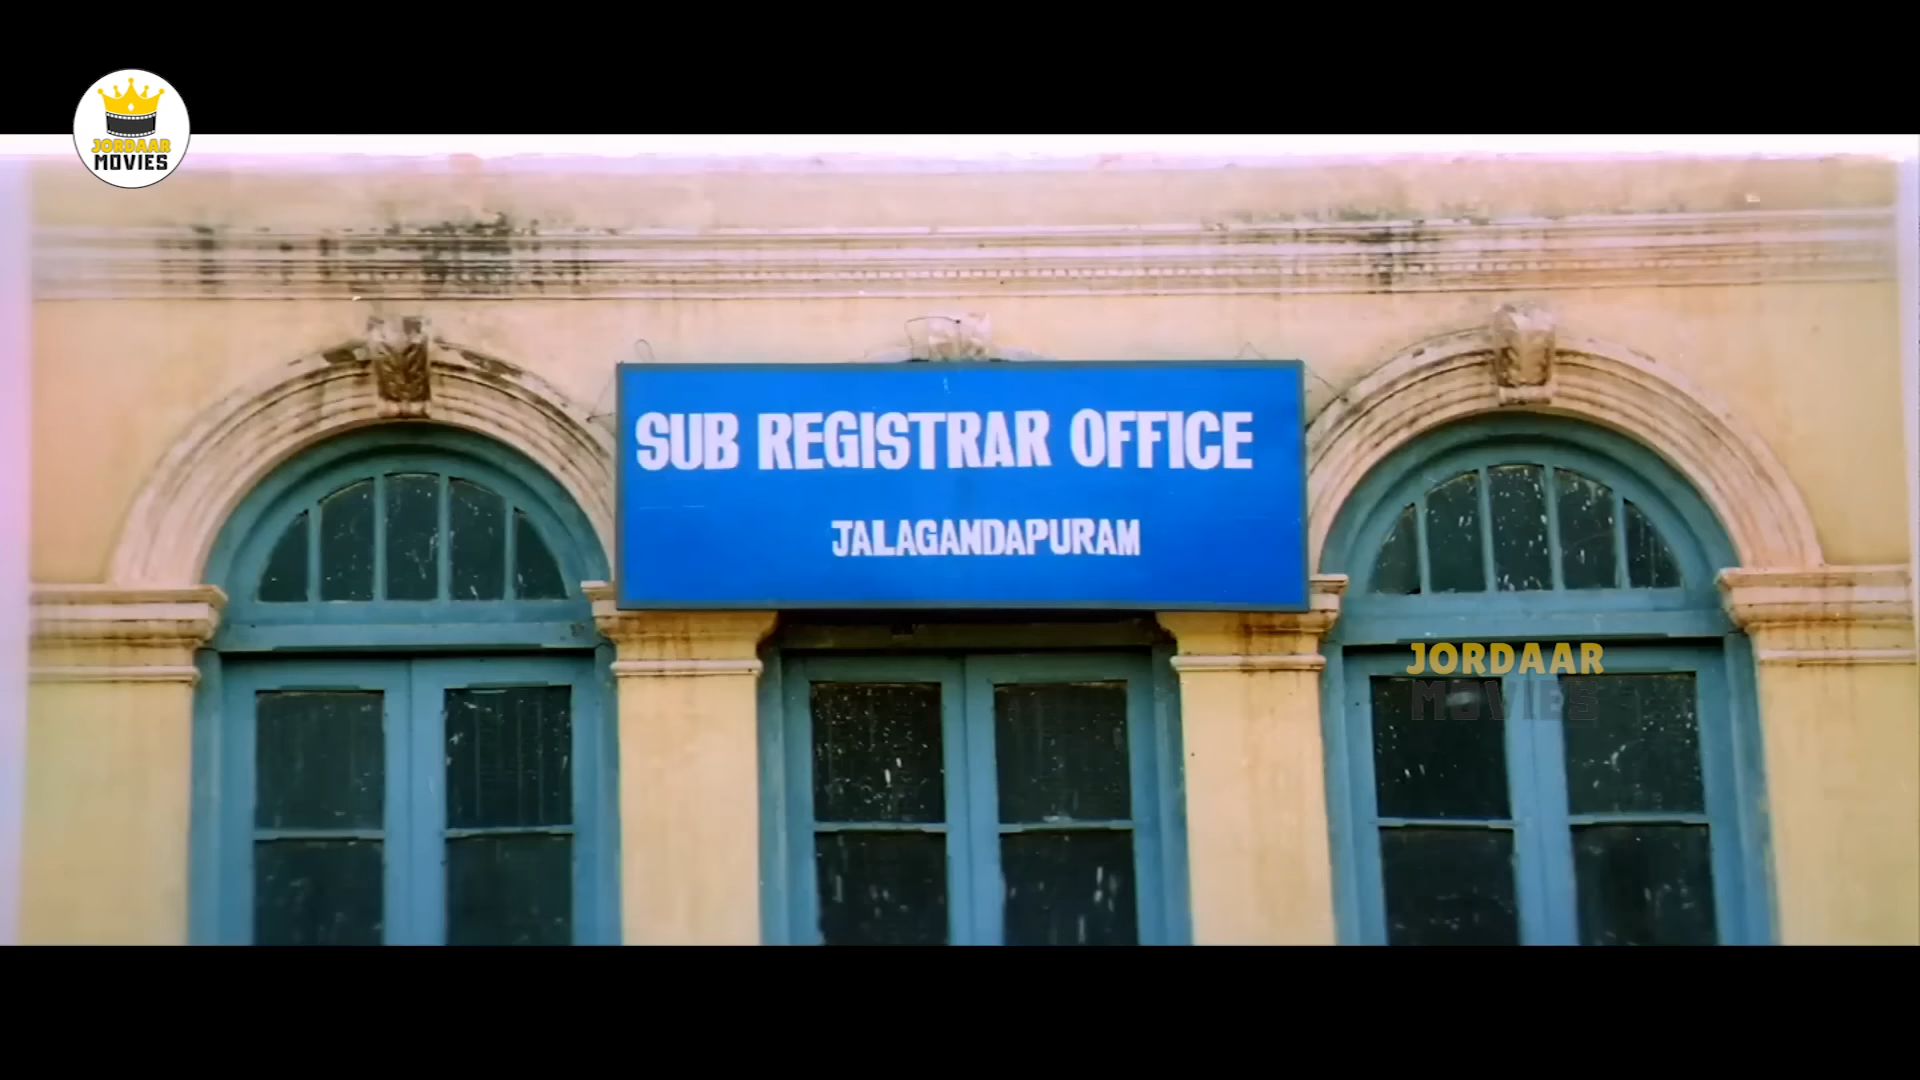 JORDAAR
MOVIES
SUB REGISTRAR OFFICE
JALAGANDAPURAM
JORDAAR
MOVIES